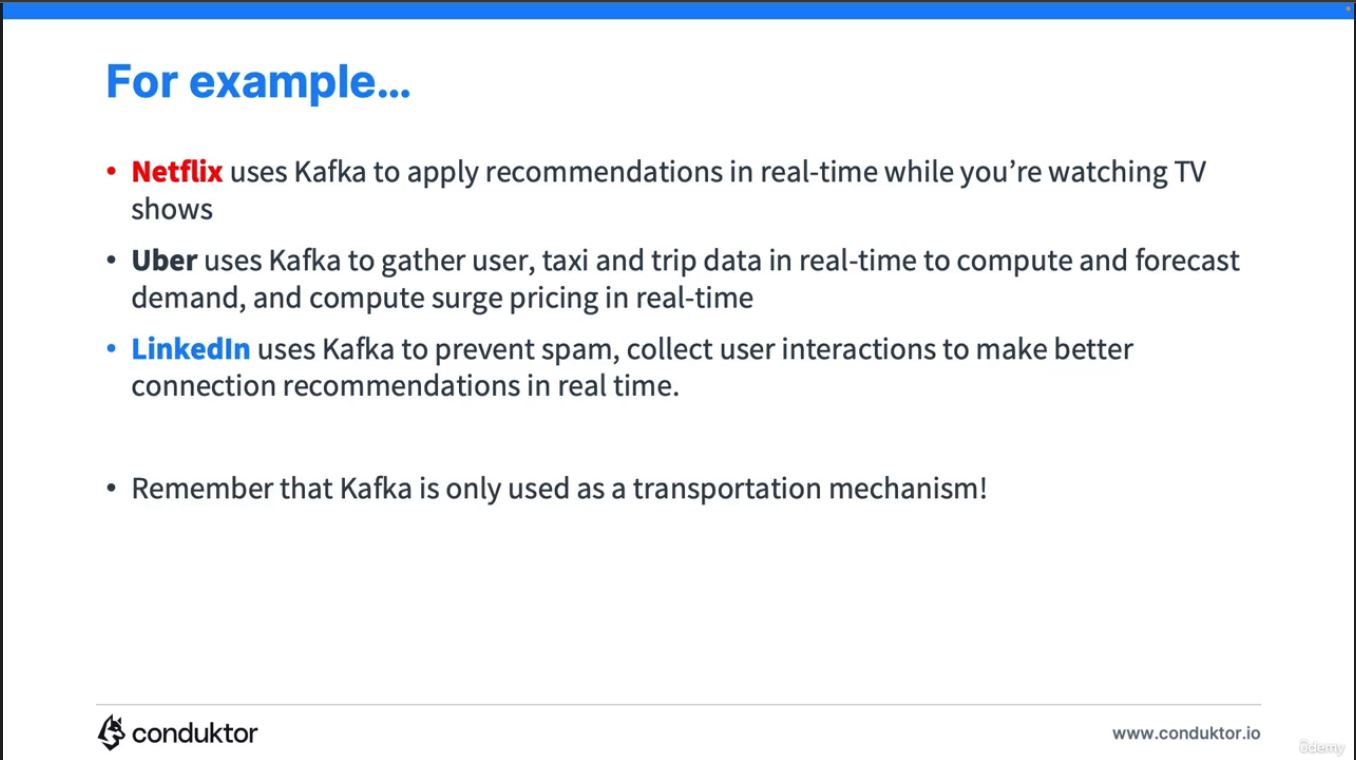 For example...
• Netflix uses Kafka to apply recommendations in real-time while you’re watching TV
shows
• Uber uses Kafka to gather user, taxi and trip data in real-time to compute and forecast
demand, and compute surge pricing in real-time
• LinkedIn uses Kafka to prevent spam, collect user interactions to make better
connection recommendations in real time.
• Remember that Kafka is only used as a transportation mechanism!
conduktor
www.conduktor.io
ûdemy